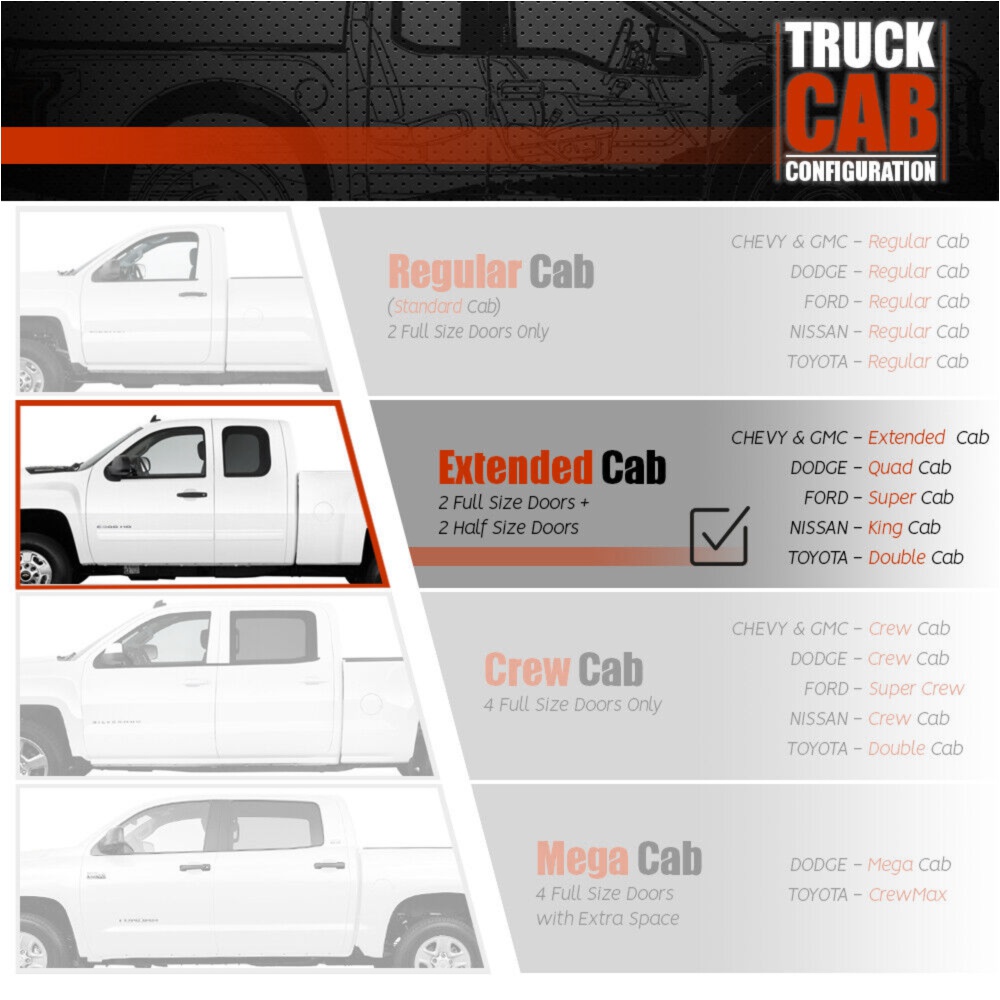 TRUCK
CAB
CONFIGURATION
Regular Cab
(Standard Cab)
2 Full Size Doors Only
CHEVY & GMC – Regular Cab
DODGE – Regular Cab
FORD – Regular Cab
NISSAN – Regular Cab
TOYOTA – Regular Cab
Extended Cab
2 Full Size Doors +
2 Half Size Doors
CHEVY & GMC – Extended Cab
DODGE – Quad Cab
FORD – Super Cab
NISSAN – King Cab
TOYOTA – Double Cab
Crew Cab
4 Full Size Doors Only
CHEVY & GMC – Crew Cab
DODGE – Crew Cab
FORD – Super Crew
NISSAN – Crew Cab
TOYOTA – Double Cab
Mega Cab
4 Full Size Doors
with Extra Space
DODGE – Mega Cab
TOYOTA – CrewMax